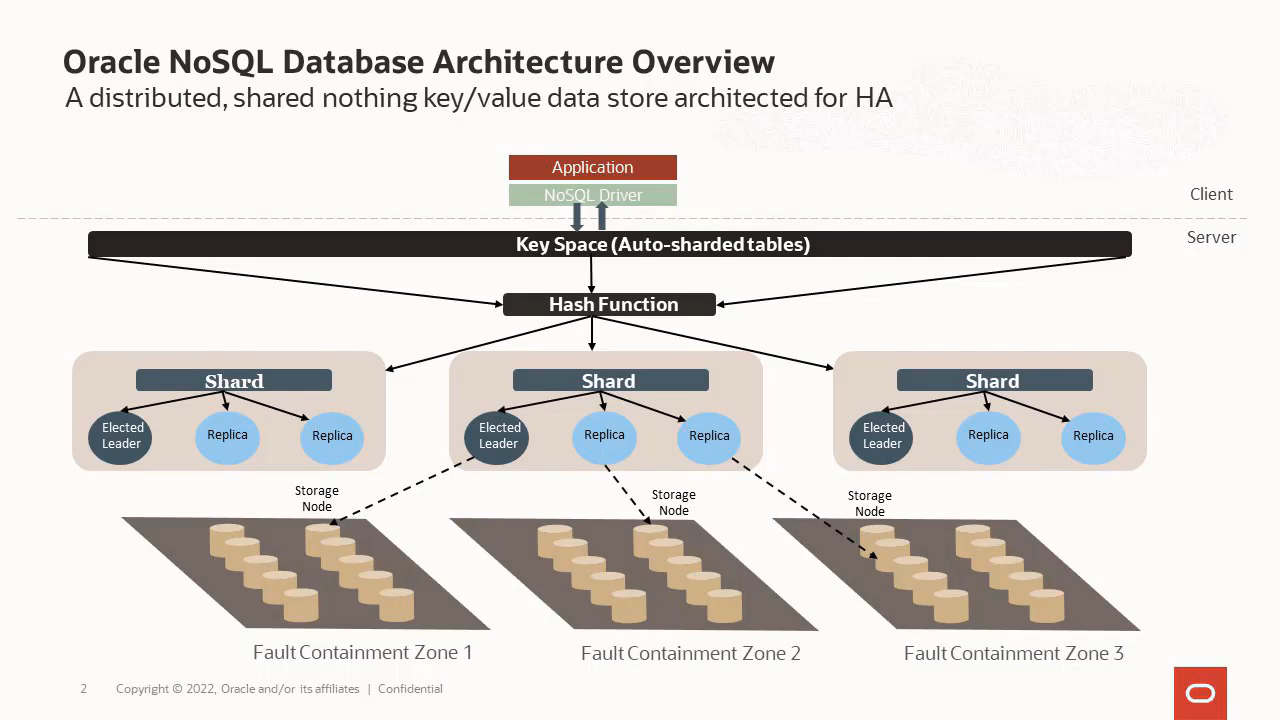 Oracle NoSQL Database Architecture Overview
A distributed, shared nothing key/value data store architected for HA
Application
NoSQL Driver
Client
Server
Key Space (Auto-sharded tables)
Hash Function
Shard
Shard
Shard
Elected
Leader
Replica
Replica
Elected
Leader
Replica
Replica
Elected
Leader
Replica
Replica
Storage
Node
Storage
Node
Storage
Node
Fault Containment Zone 1
Fault Containment Zone 2
Fault Containment Zone 3
2 Copyright © 2022, Oracle and/or its affiliates | Confidential